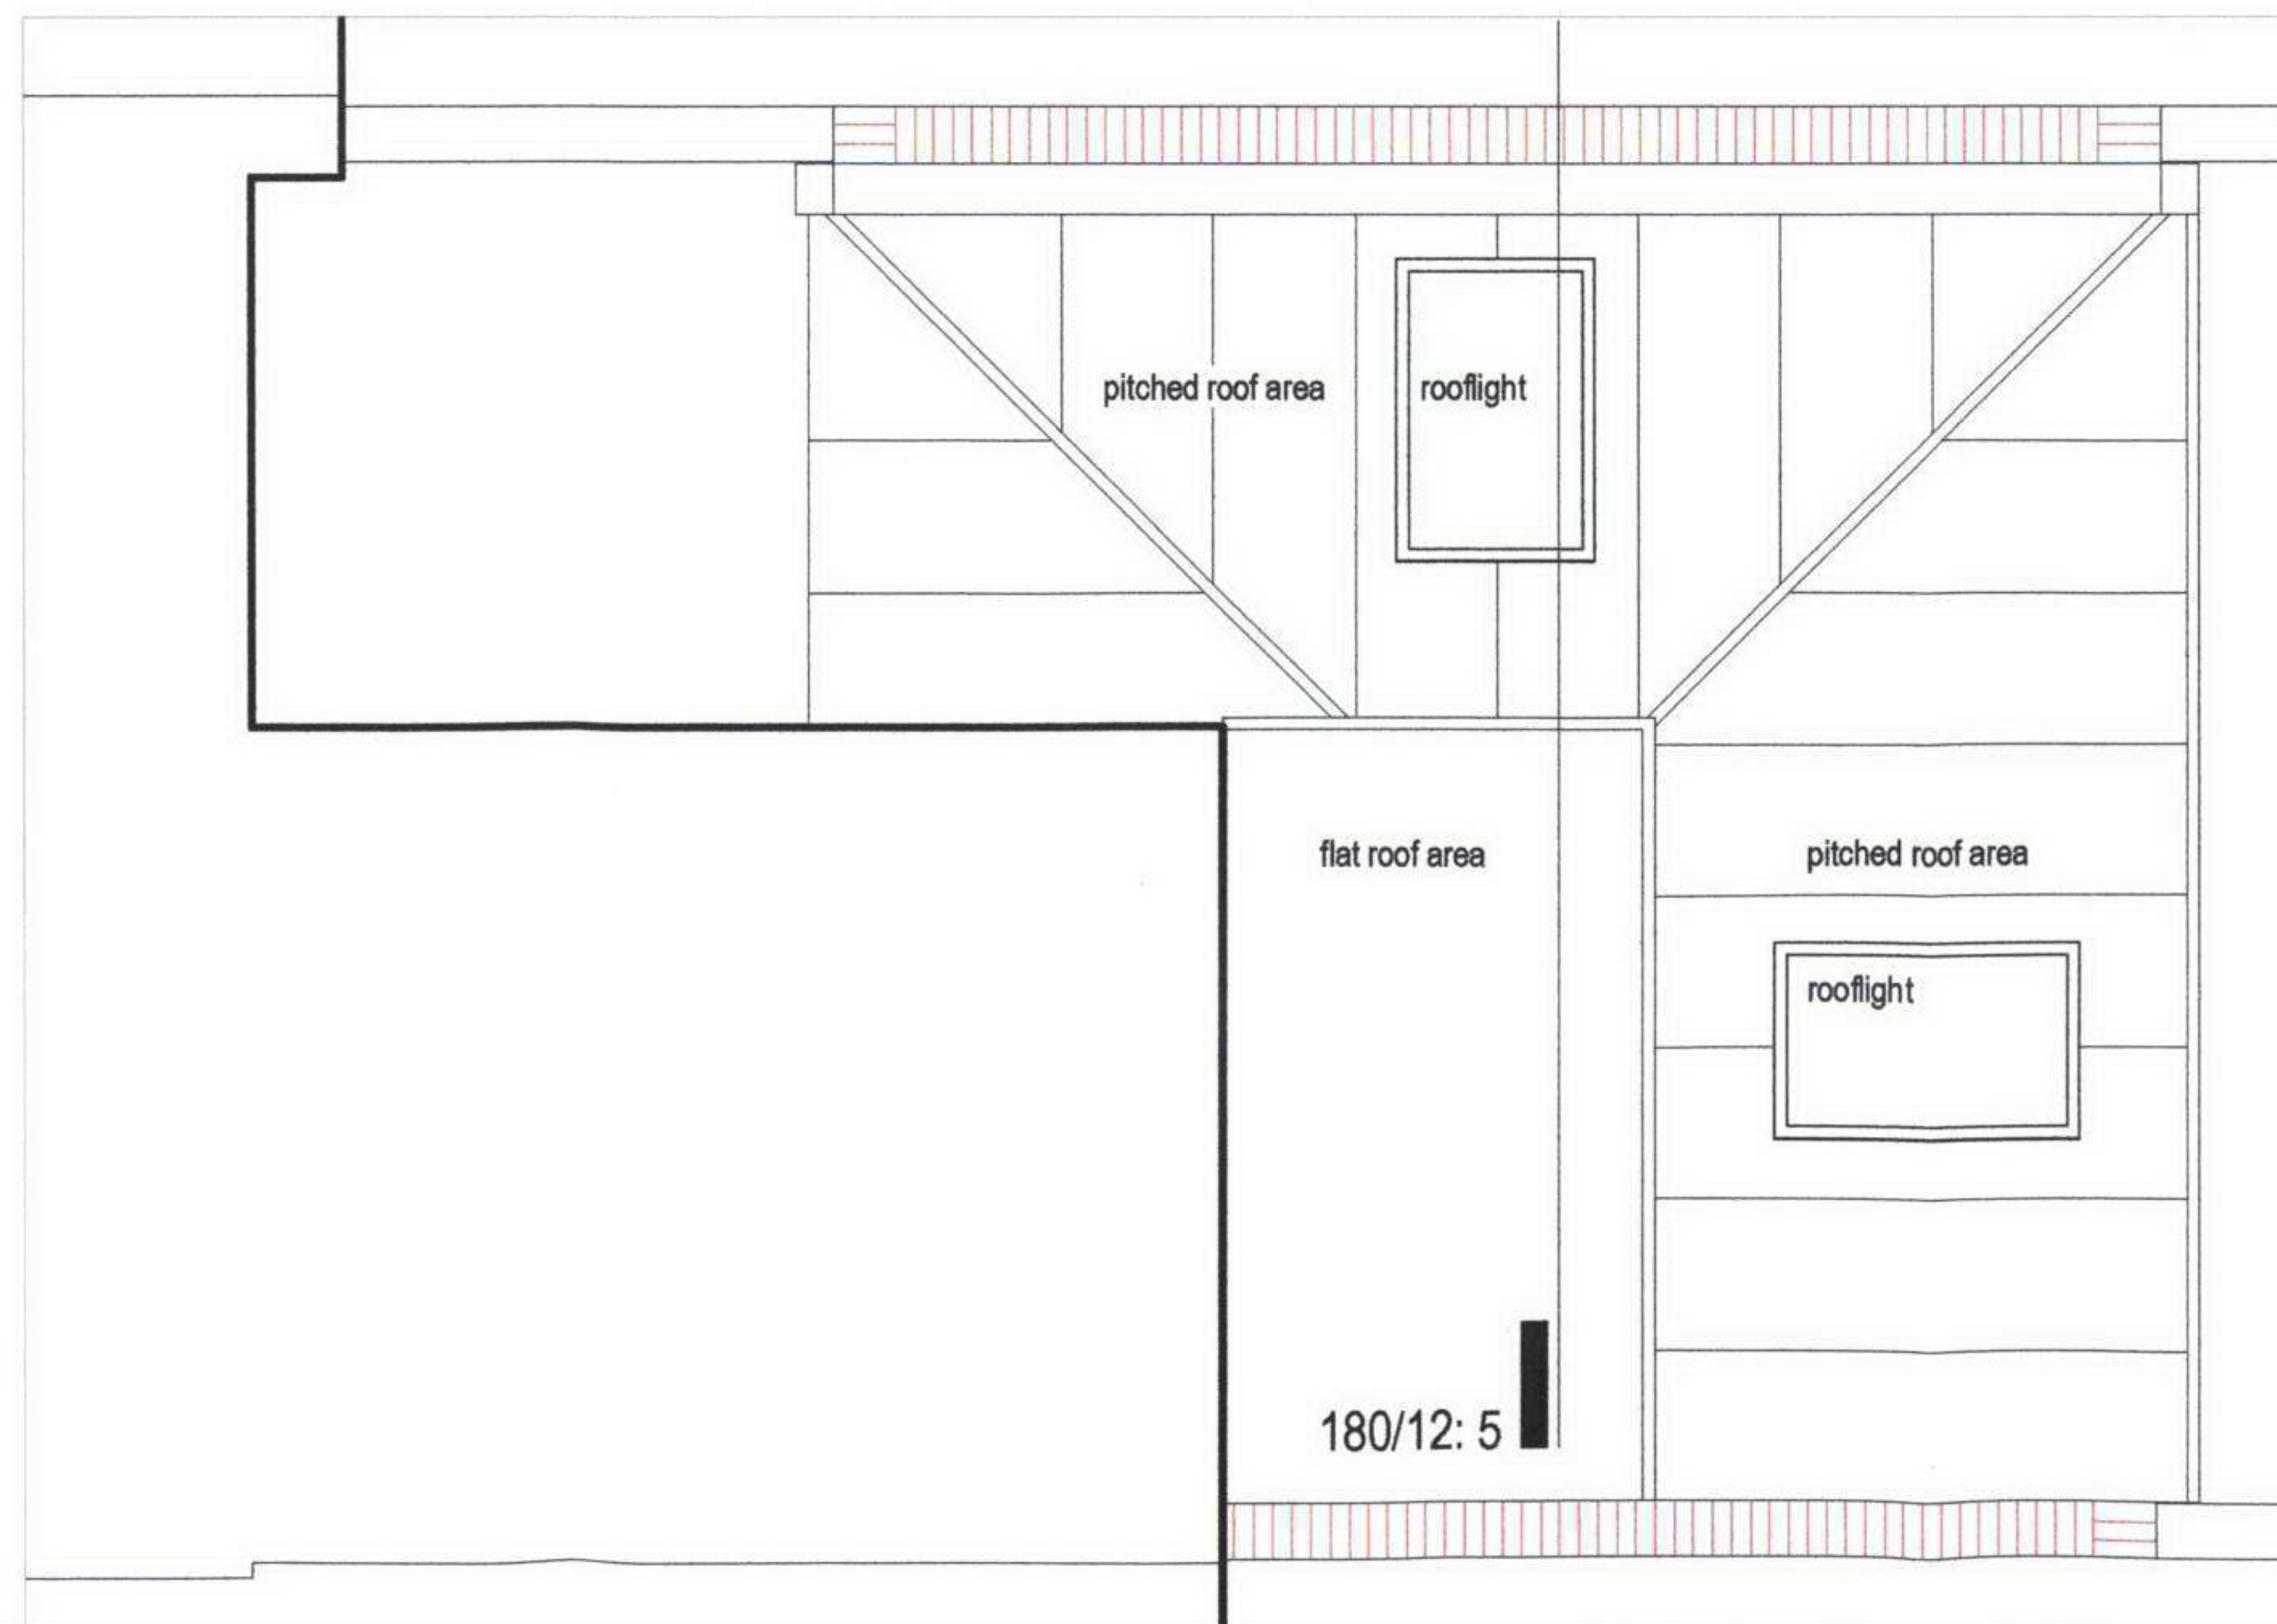 pitched roof area
rooflight
flat roof area
pitched roof area
rooflight
180/12: 5